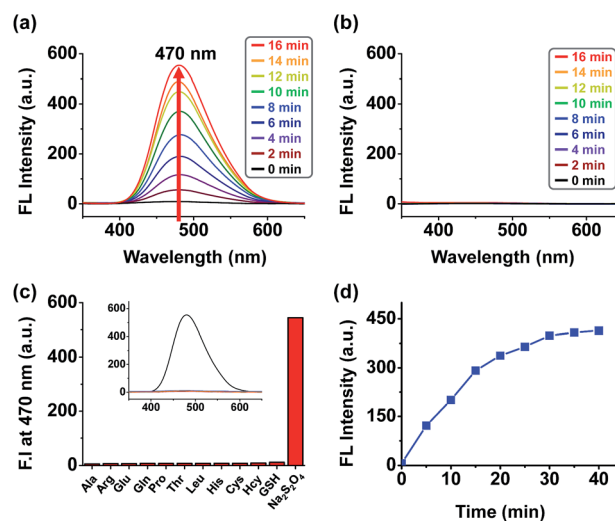 (a)
470 nm
FL Intensity (a.u.)
600
400
200
0
400
500
600
Wavelength (nm)
16 min
14 min
12 min
10 min
8 min
6 min
4 min
2 min
0 min
(b)
FL Intensity (a.u.)
600
400
200
0
400
500
600
Wavelength (nm)
16 min
14 min
12 min
10 min
8 min
6 min
4 min
2 min
0 min
(c)
F.I at 470 nm (a.u.)
600
400
200
0
600
400
200
0
400
500
600
Ala
Arg
Glu
Gln
Pro
Thr
Leu
His
Cys
Hcy
GSH
Na₂S₂O₄
(d)
FL Intensity (a.u.)
450
300
150
0
0
10
20
30
40
Time (min)